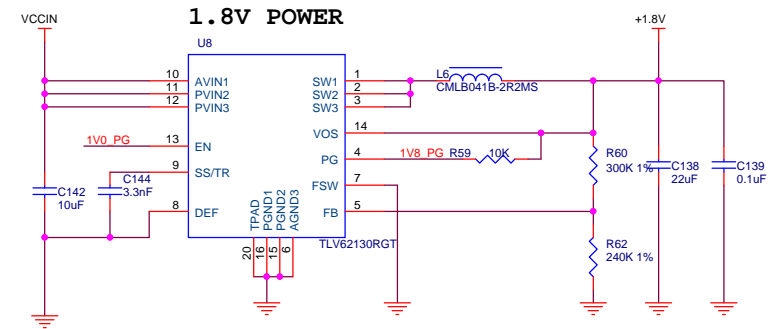 1.8V POWER
VCCIN
+1.8V
U8
10 AVIN1 SW1 1
11 PVIN2 SW2 2
12 PVIN3 SW3 3
L6
CMLB041B-2R2MS
VOS 14
1V0_PG 13 EN
PG 4 1V8_PG R59 10K
9 SS/TR
FSW 7
8 DEF
FB 5
C142
10uF
C144
3.3nF
R60
300K 1%
C138
22uF
C139
0.1uF
R62
240K 1%
TPAD PGND1 PGND2 AGND3
20 16 15 6
TLV62130RGT